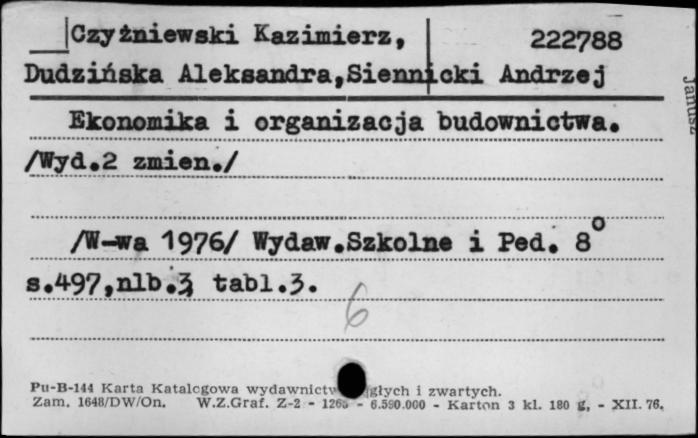 Czyżniewski Kazimierz, 222788
Dudzińska Aleksandra,Siennicki Andrzej
Janusz
Ekonomika i organizacja budownictwa.
/Wyd.2 zmien./
/W-wa 1976/ Wydaw.Szkolne i Ped. 8°
s.497,nlb.3, tabl.3.
6
Pu-B-144 Karta Katalogowa wydawnictw i zwartych.
Zam. 1648/DW/On. W.Z.Graf. Z-2 - 1265 - 6.590.000 - Karton 3 kl. 180 g. - XII. 76.